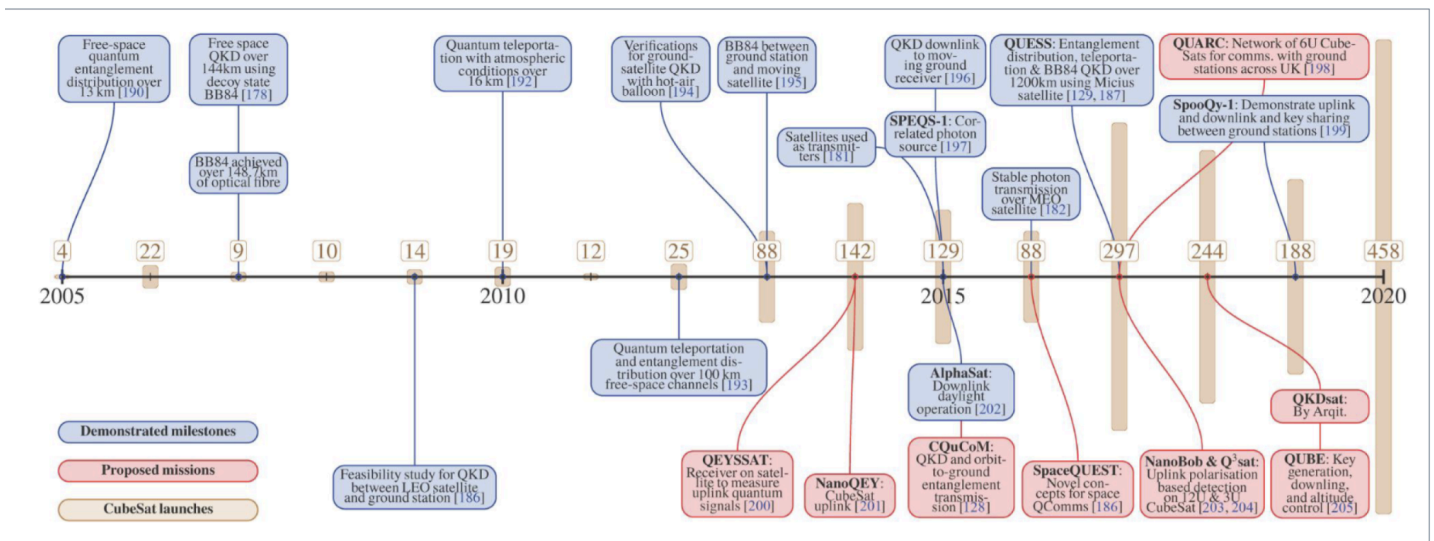 Free-space
quantum
entanglement
distribution over
13 km [190]
Free space
QKD over
144km using
decoy state
BB84 [178]
BB84 achieved
over 148.7km
of optical fibre
Quantum teleporta-
tion with atmospheric
conditions over
16 km [192]
Verifications
for ground-
satellite QKD
with hot-air
balloon [194]
BB84 between
ground station
and moving
satellite [195]
Satellites used
as transmit-
ters [181]
QKD downlink
to mov-
ing ground
receiver [196]
SPEQS-1: Cor-
related photon
source [197]
QUESS: Entanglement
distribution, teleporta-
tion & BB84 QKD over
1200km using Micius
satellite [129, 187]
Stable photon
transmission
over MEO
satellite [182]
QUARC: Network of 6U Cube-
Sats for comms. with ground
stations across UK [198]
SpooQy-1: Demonstrate uplink
and downlink and key sharing
between ground stations [199]
4 22 9 10 14 19 12 25 88 142 129 88 297 244 188 458
2005 2010 2015 2020
Quantum teleportation
and entanglement dis-
tribution over 100 km
free-space channels [193]
Feasibility study for QKD
between LEO satellite
and ground station [186]
Demonstrated milestones
Proposed missions
CubeSat launches
QEYSSAT:
Receiver on satel-
lite to measure
uplink quantum
signals [200]
NanoQEY:
CubeSat
uplink [201]
AlphaSat:
Downlink
daylight
operation [202]
CQuCoM:
QKD and orbit-
to-ground
entanglement
transmis-
sion [128]
SpaceQUEST:
Novel con-
cepts for space
QComms [186]
NanoBob & Q³sat:
Uplink polarisation
based detection
on 12U & 3U
CubeSat [203, 204]
QKDsat:
By Arqit.
QUBE: Key
generation,
downling,
and altitude
control [205]